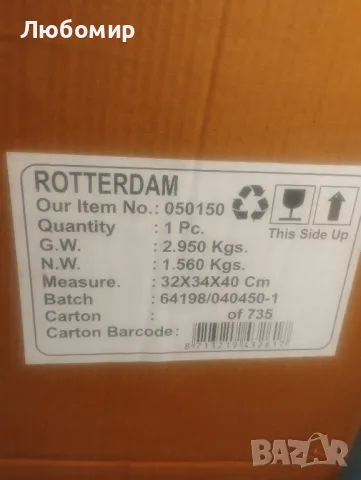 Любомир
ROTTERDAM
Our Item No.: 050150
Quantity : 1 Pc.
G.W. : 2.950 Kgs.
N.W. : 1.560 Kgs.
Measure. : 32X34X40 Cm
Batch : 64198/040450-1
Carton : of 735
Carton Barcode:
This Side Up
BAZAR